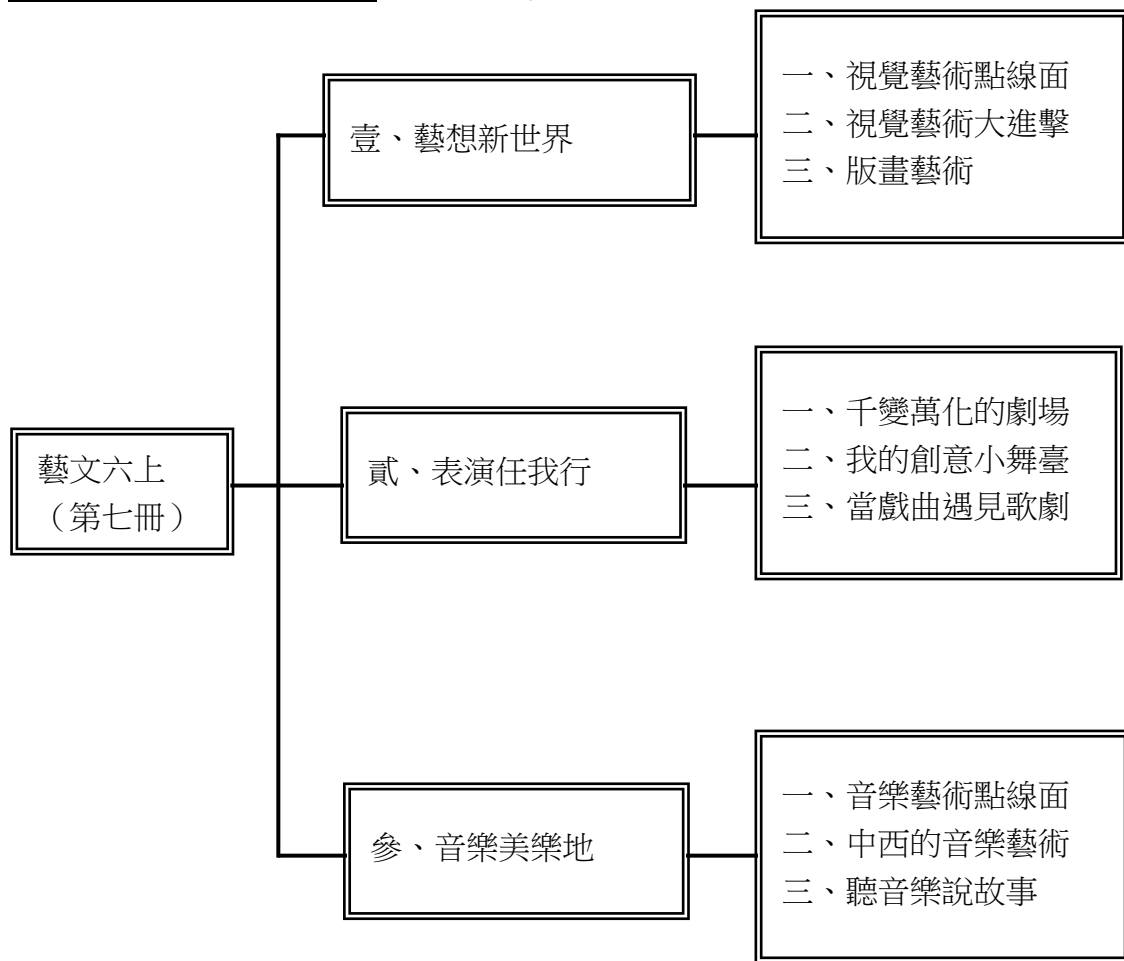 藝文六上
（第七冊）
壹、藝想新世界
一、視覺藝術點線面
二、視覺藝術大進擊
三、版畫藝術
貳、表演任我行
一、千變萬化的劇場
二、我的創意小舞臺
三、當戲曲遇見歌劇
參、音樂美樂地
一、音樂藝術點線面
二、中西的音樂藝術
三、聽音樂說故事